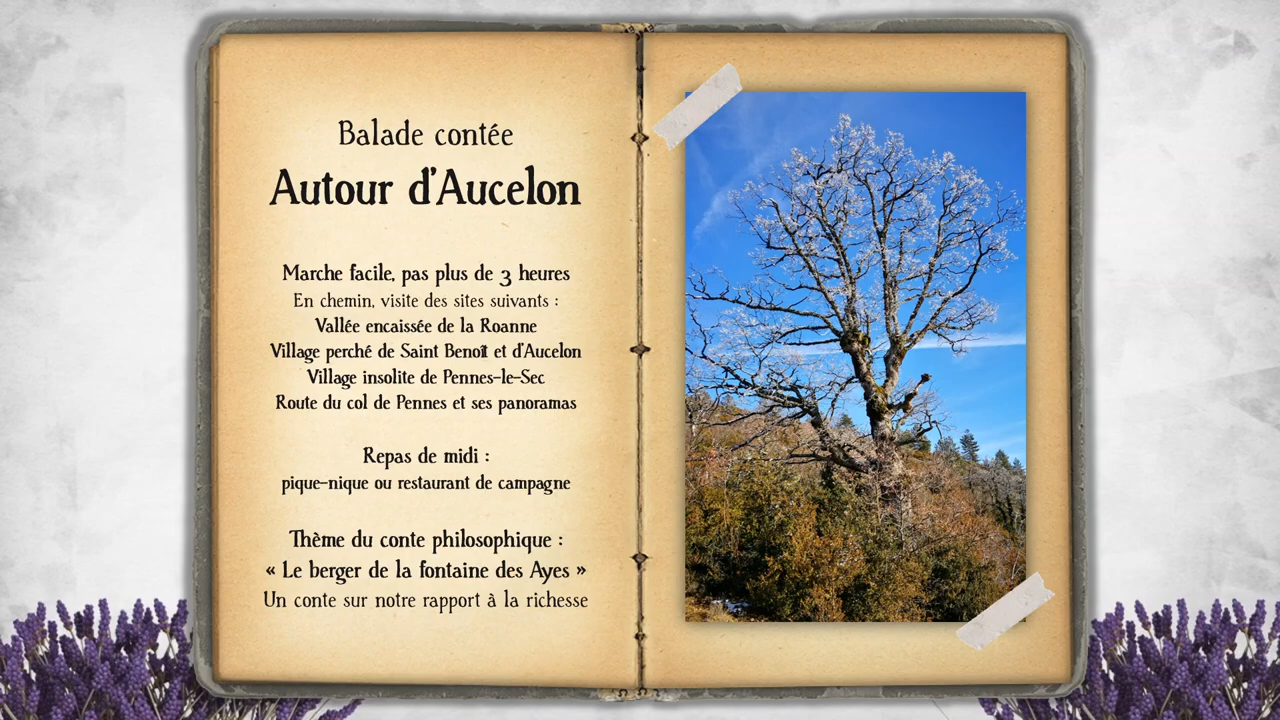 Balade contée
Autour d'Aucelon
Marche facile, pas plus de 3 heures
En chemin, visite des sites suivants :
Vallée encaissée de la Roanne
Village perché de Saint Benoît et d'Aucelon
Village insolite de Pennes-le-Sec
Route du col de Pennes et ses panoramas
Repas de midi :
pique-nique ou restaurant de campagne
Thème du conte philosophique :
« Le berger de la fontaine des Ayes »
Un conte sur notre rapport à la richesse